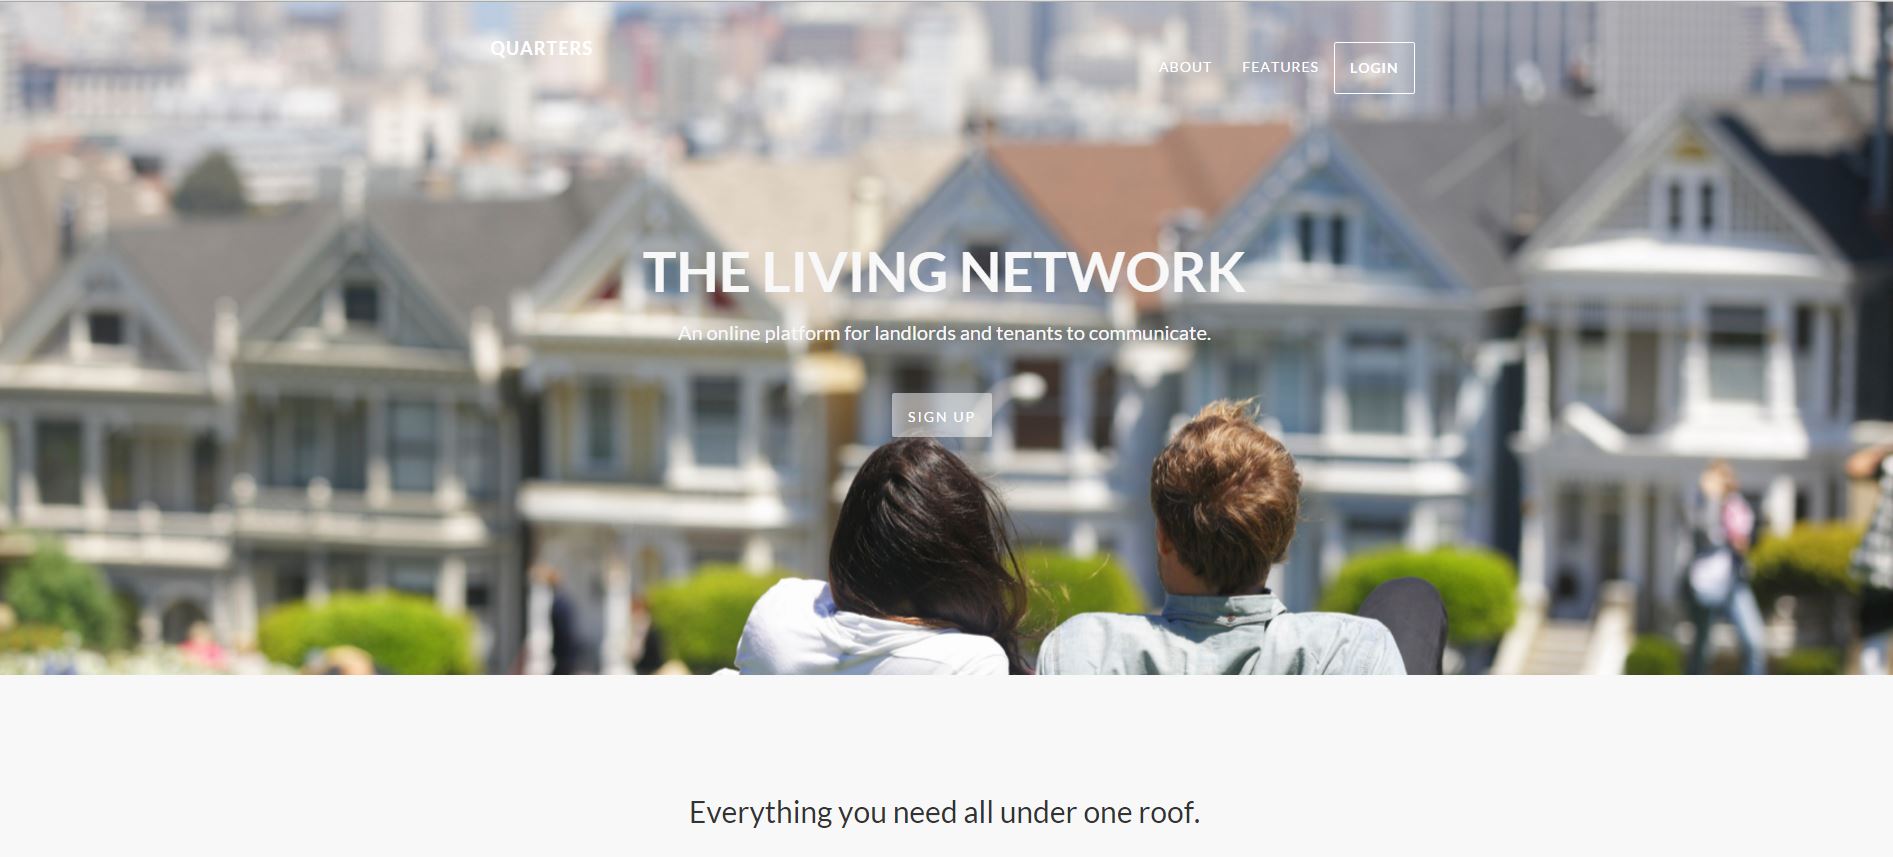 QUARTERS
ABOUT FEATURES LOGIN
THE LIVING NETWORK
An online platform for landlords and tenants to communicate.
SIGN UP
Everything you need all under one roof.